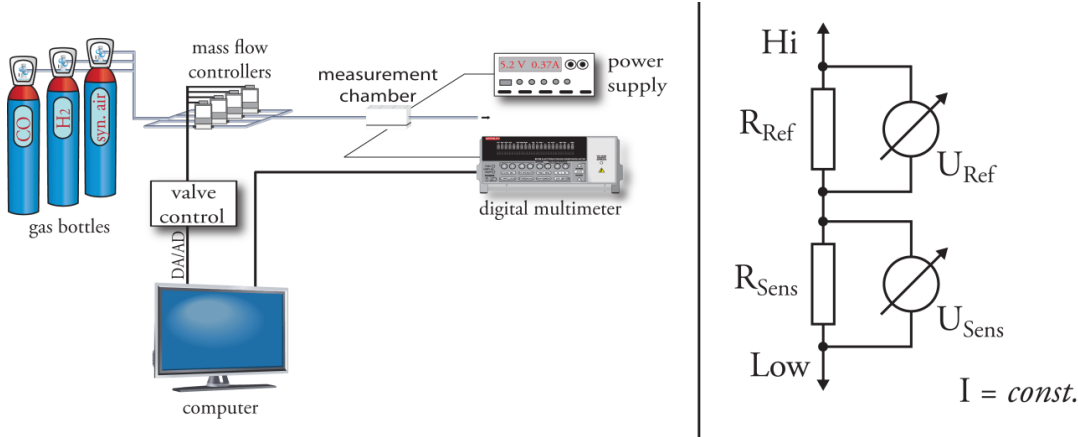 mass flow
controllers
measurement
chamber
5.2 V 0.37A
power
supply
CO
H2
syn. air
gas bottles
valve
control
DA/AD
digital multimeter
computer
Hi
RRef
URef
RSens
USens
Low
I = const.